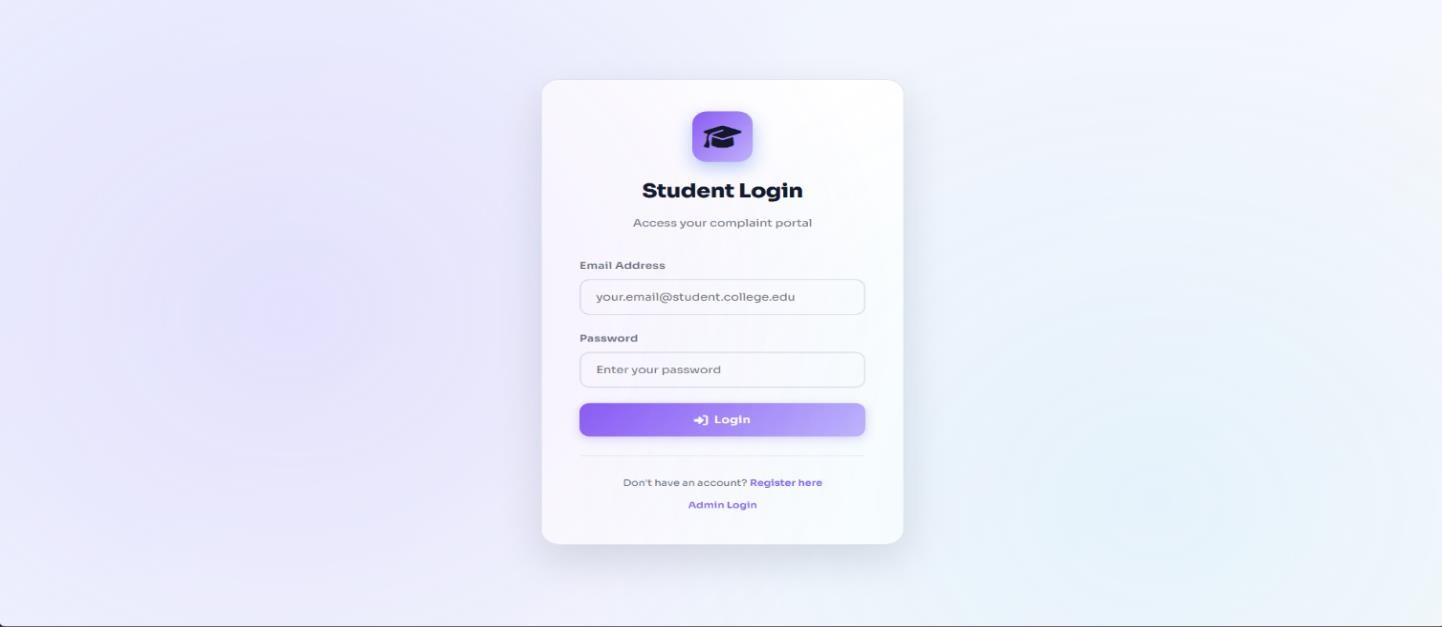 Student Login
Access your complaint portal
Email Address
your.email@student.college.edu
Password
Enter your password
Login
Don't have an account? Register here
Admin Login